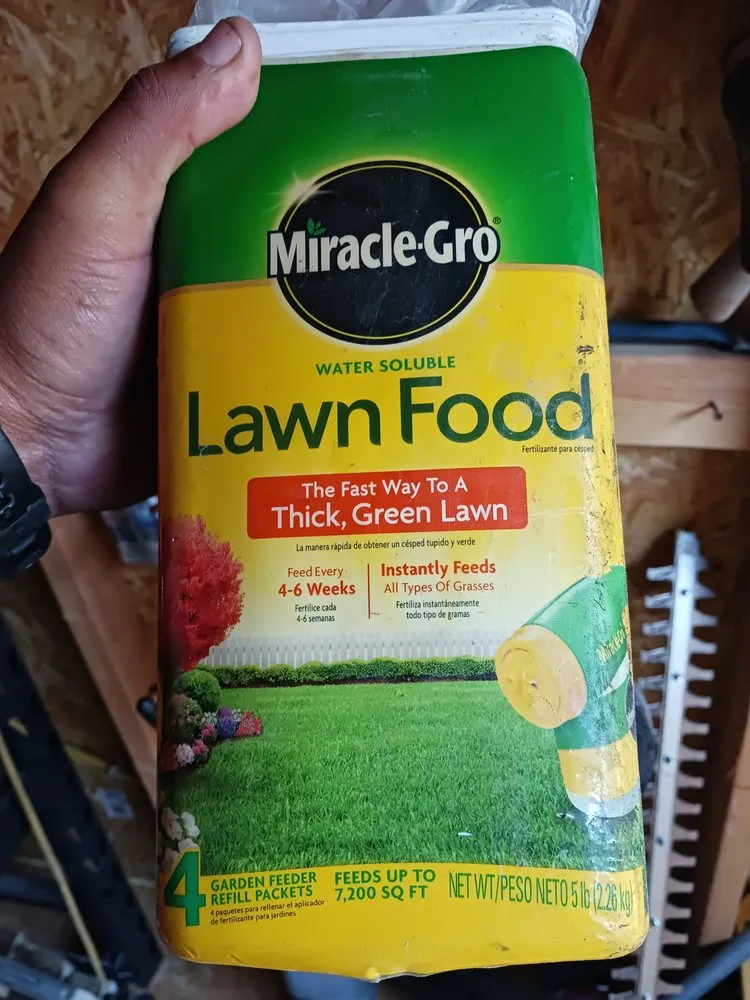 Miracle-Gro®
WATER SOLUBLE
Lawn Food
Fertilizante para césped
The Fast Way To A
Thick, Green Lawn
La manera rápida de obtener un césped tupido y verde
Feed Every
4-6 Weeks
Fertilice cada
4-6 semanas
Instantly Feeds
All Types Of Grasses
Fertiliza instantáneamente
todo tipo de gramas
4 GARDEN FEEDER
REFILL PACKETS
4 paquetes para rellenar el aplicador
de fertilizante para jardines
FEEDS UP TO
7,200 SQ FT
NET WT/PESO NETO 5 lb (2.26 kg)